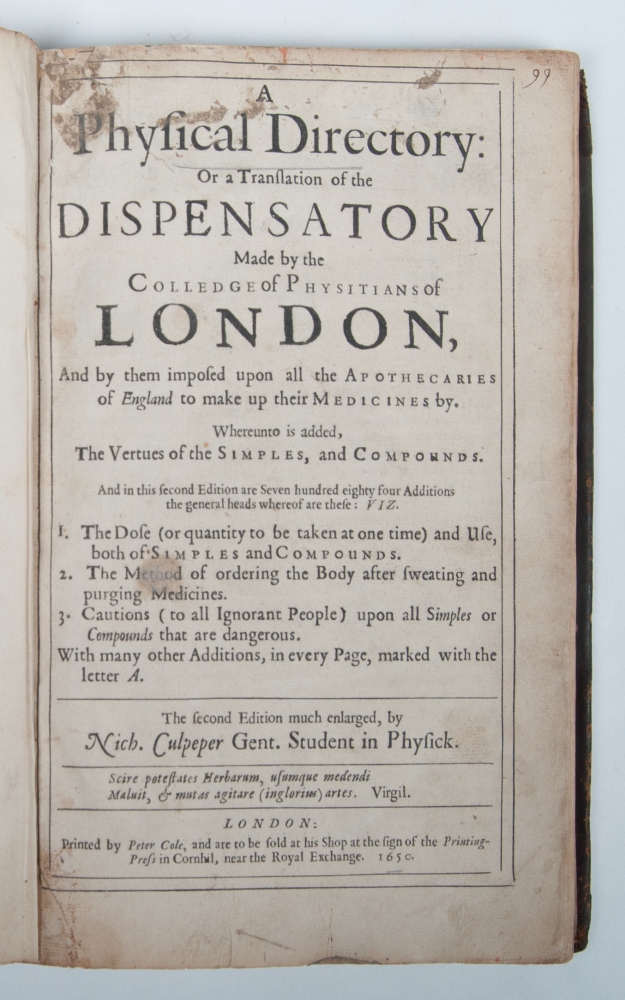 99
A
Phyſical Directory:
Or a Tranſlation of the
DISPENSATORY
Made by the
COLLEDGE of PHYSITIANS of
LONDON,
And by them impoſed upon all the APOTHECARIES
of England to make up their MEDICINES by.
Whereunto is added,
The Vertues of the SIMPLES, and COMPOUNDS.
And in this ſecond Edition are Seven hundred eighty four Additions
the general heads whereof are theſe: VIZ.
1. The Doſe (or quantity to be taken at one time) and Uſe,
both of SIMPLES and COMPOUNDS.
2. The Method of ordering the Body after ſweating and
purging Medicines.
3. Cautions (to all Ignorant People) upon all Simples or
Compounds that are dangerous.
With many other Additions, in every Page, marked with the
letter A.
The ſecond Edition much enlarged, by
Nich. Culpeper Gent. Student in Phyſick.
Scire poteſtates Herbarum, uſumque medendi
Maluit, & mutas agitare (inglorius) artes. Virgil.
LONDON:
Printed by Peter Cole, and are to be ſold at his Shop at the ſign of the Printing-
Preſs in Cornhil, near the Royal Exchange. 1650.